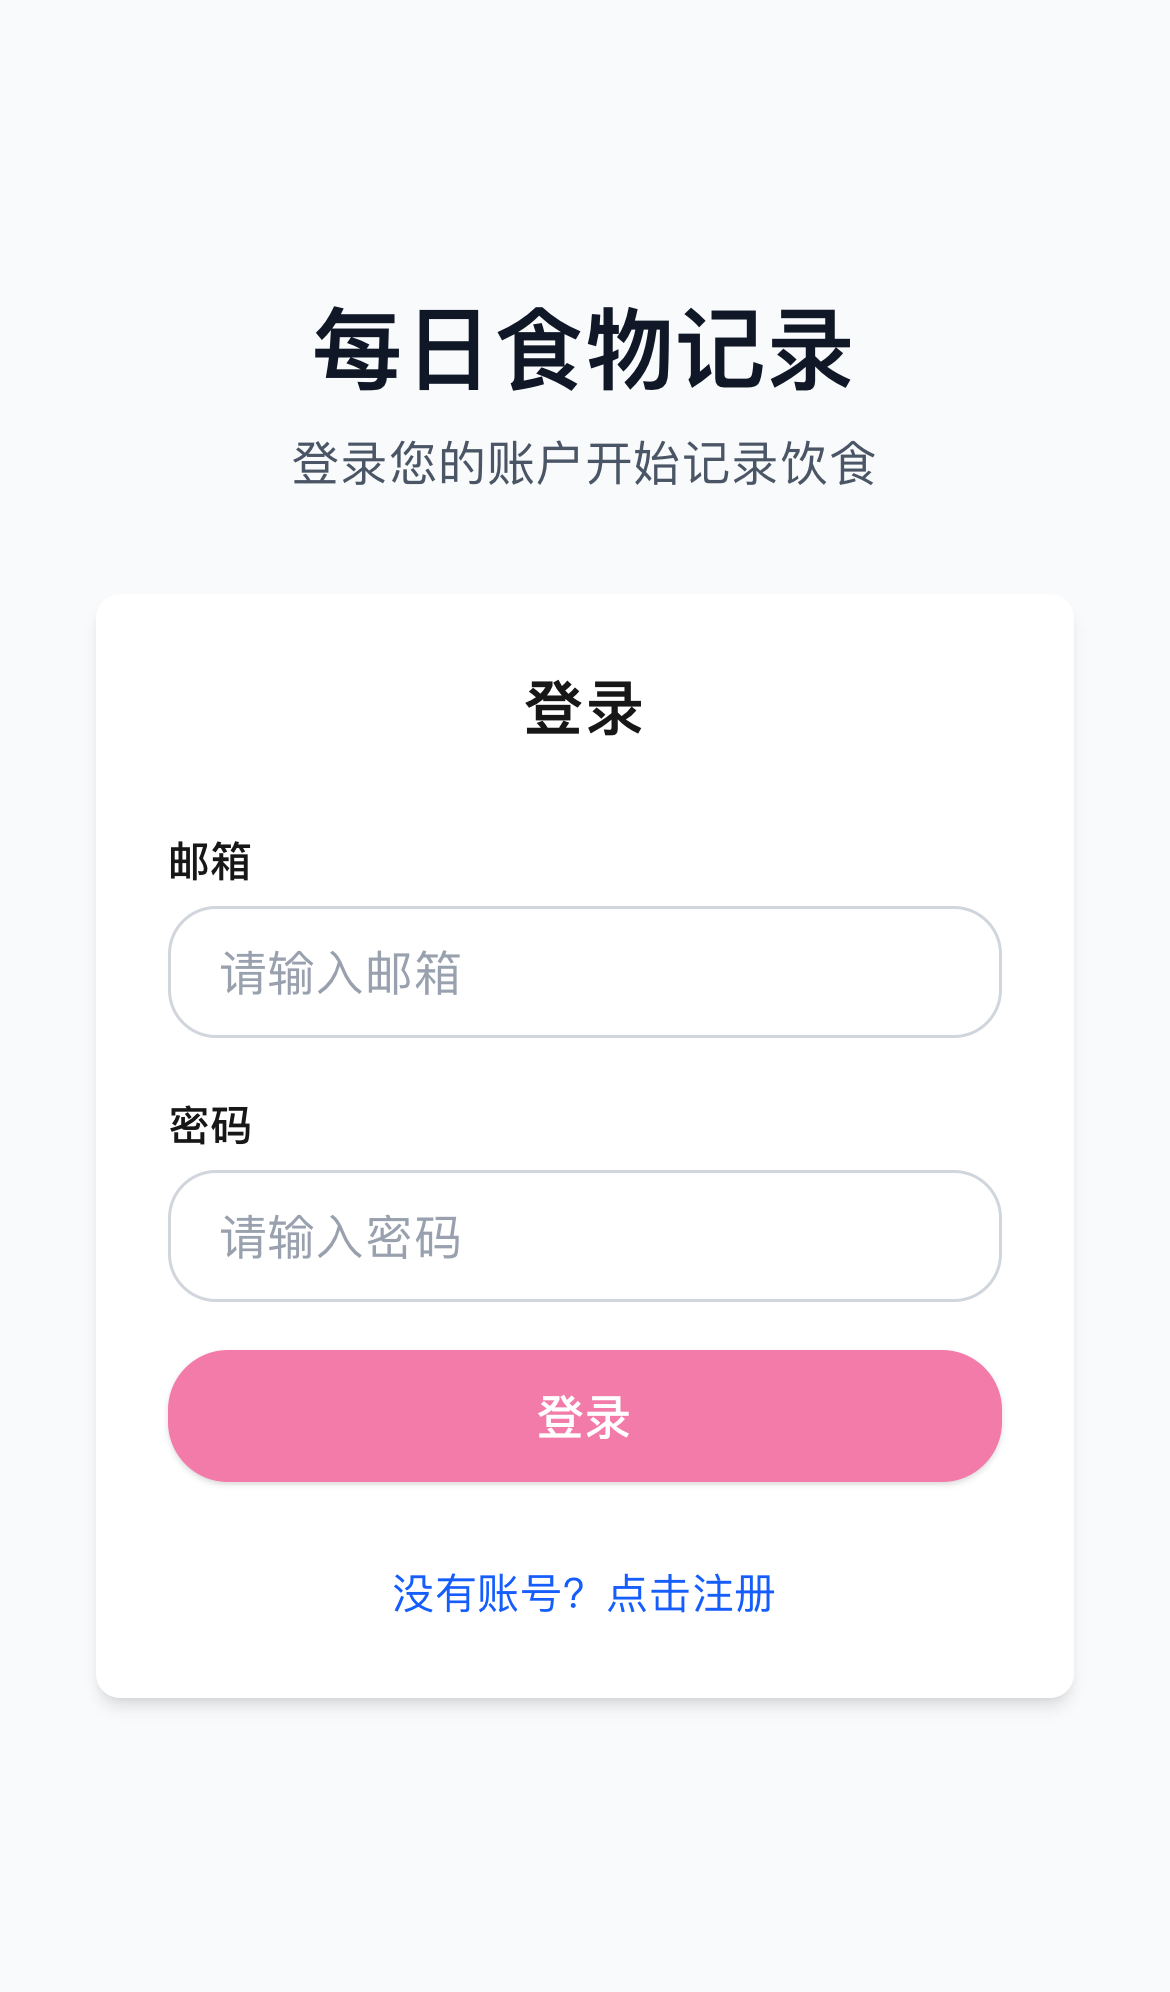 每日食物记录
登录您的账户开始记录饮食
登录
邮箱
请输入邮箱
密码
请输入密码
登录
没有账号？点击注册